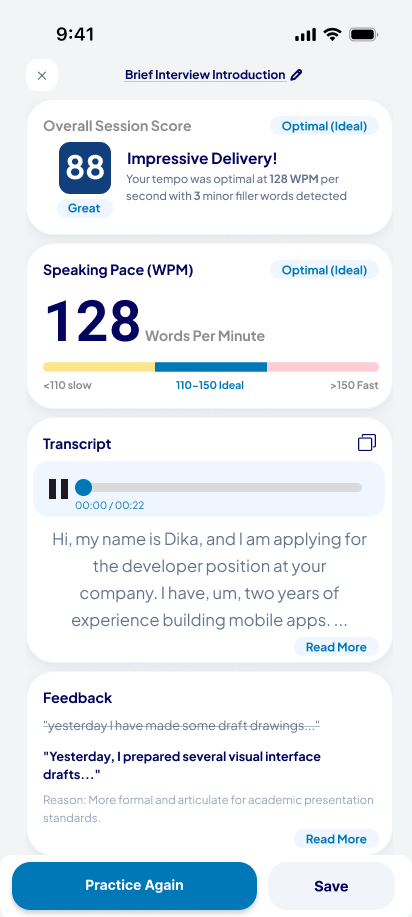 9:41
Brief Interview Introduction
Overall Session Score
Optimal (Ideal)
88
Great
Impressive Delivery!
Your tempo was optimal at 128 WPM per
second with 3 minor filler words detected
Speaking Pace (WPM)
Optimal (Ideal)
128 Words Per Minute
<110 slow
110-150 Ideal
>150 Fast
Transcript
00:00 / 00:22
Hi, my name is Dika, and I am applying for
the developer position at your
company. I have, um, two years of
experience building mobile apps. ...
Read More
Feedback
"yesterday I have made some draft drawings..."
"Yesterday, I prepared several visual interface
drafts..."
Reason: More formal and articulate for academic presentation
standards.
Read More
Practice Again
Save